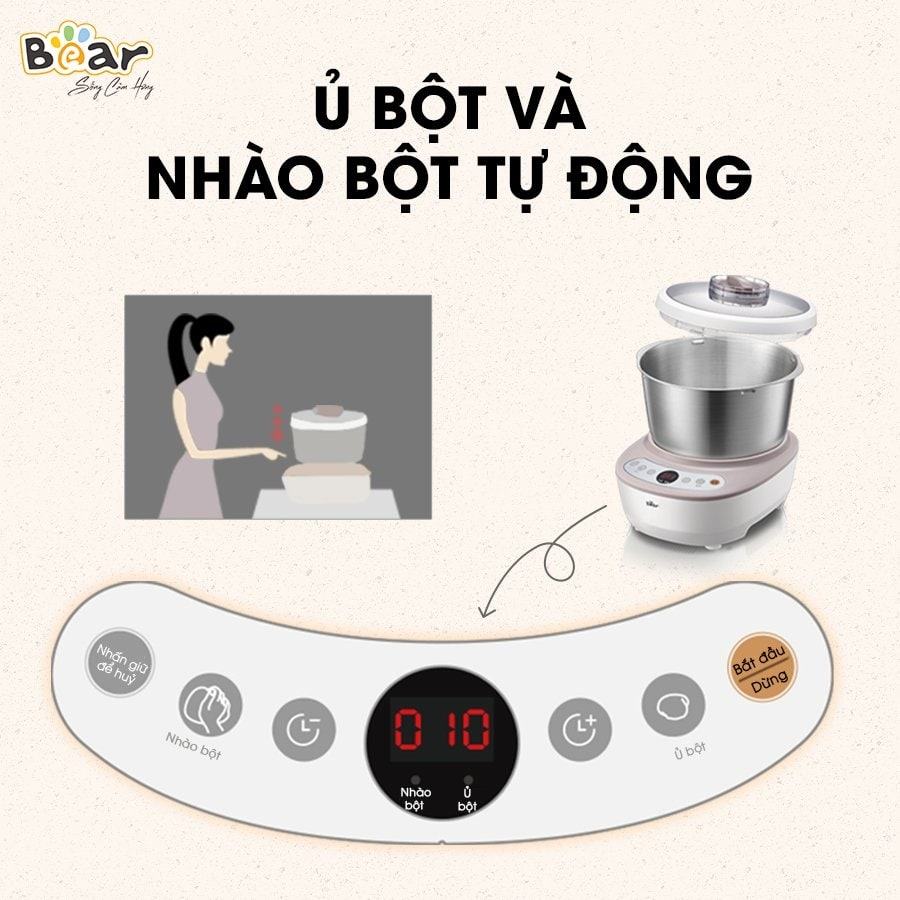 Bear
Sống Cảm Hứng
Ủ BỘT VÀ
NHÀO BỘT TỰ ĐỘNG
Bear
Nhấn giữ
để huỷ
Nhào bột
010
Nhào
bột
Ủ
bột
Ủ bột
Bắt đầu
Dừng